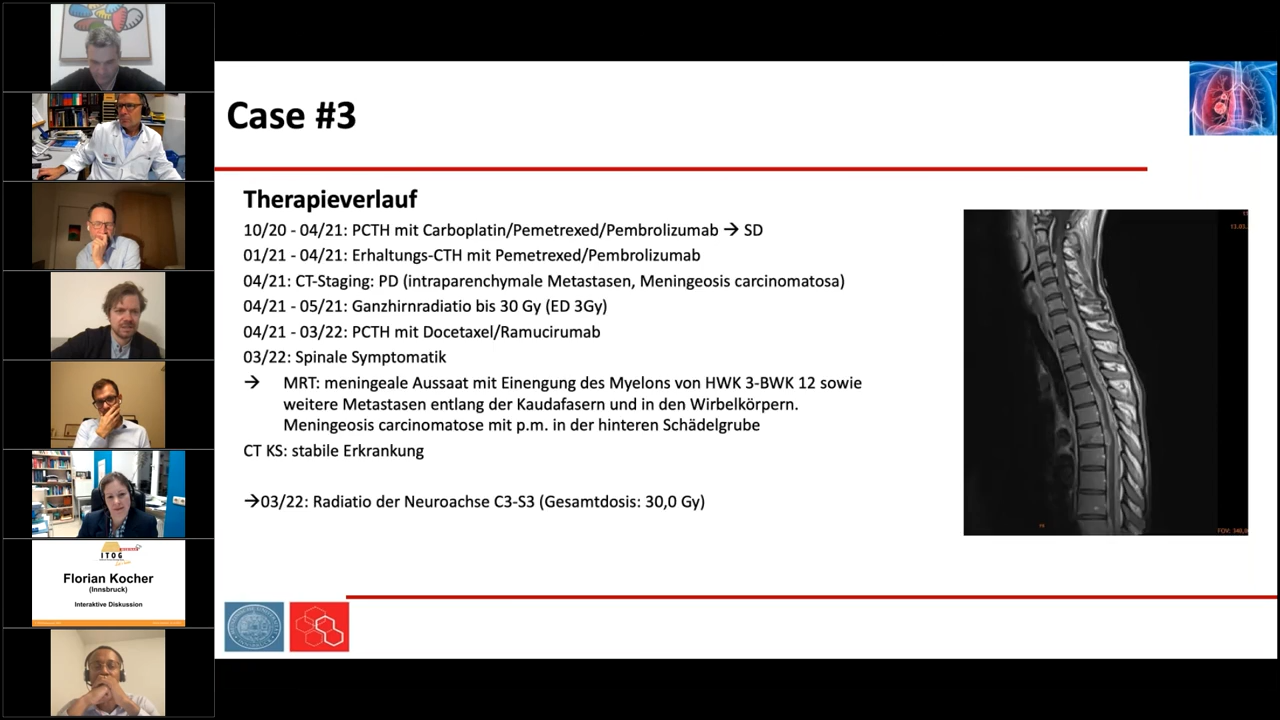 Case #3
Therapieverlauf
10/20 - 04/21: PCTH mit Carboplatin/Pemetrexed/Pembrolizumab → SD
01/21 - 04/21: Erhaltungs-CTH mit Pemetrexed/Pembrolizumab
04/21: CT-Staging: PD (intraparenchymale Metastasen, Meningeosis carcinomatosa)
04/21 - 05/21: Ganzhirnradiatio bis 30 Gy (ED 3Gy)
04/21 - 03/22: PCTH mit Docetaxel/Ramucirumab
03/22: Spinale Symptomatik
→ MRT: meningeale Aussaat mit Einengung des Myelons von HWK 3-BWK 12 sowie
weitere Metastasen entlang der Kaudafasern und in den Wirbelkörpern.
Meningeosis carcinomatose mit p.m. in der hinteren Schädelgrube
CT KS: stabile Erkrankung
→03/22: Radiatio der Neuroachse C3-S3 (Gesamtdosis: 30,0 Gy)
ITOG
Florian Kocher
(Innsbruck)
Interaktive Diskussion